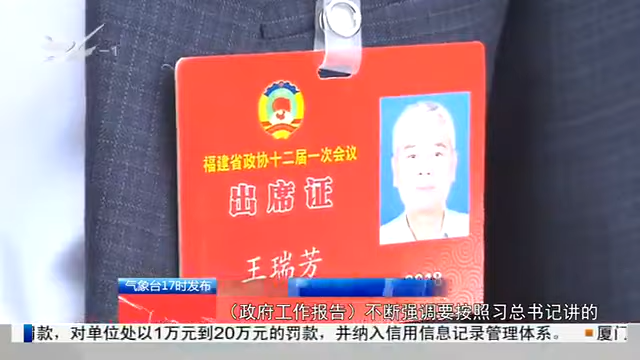 福建省政协十二届一次会议
出席证
王瑞芳
2018
气象台17时发布
（政府工作报告）不断强调要按照习总书记讲的
罚款，对单位处以1万元到20万元的罚款，并纳入信用信息记录管理体系。
厦门